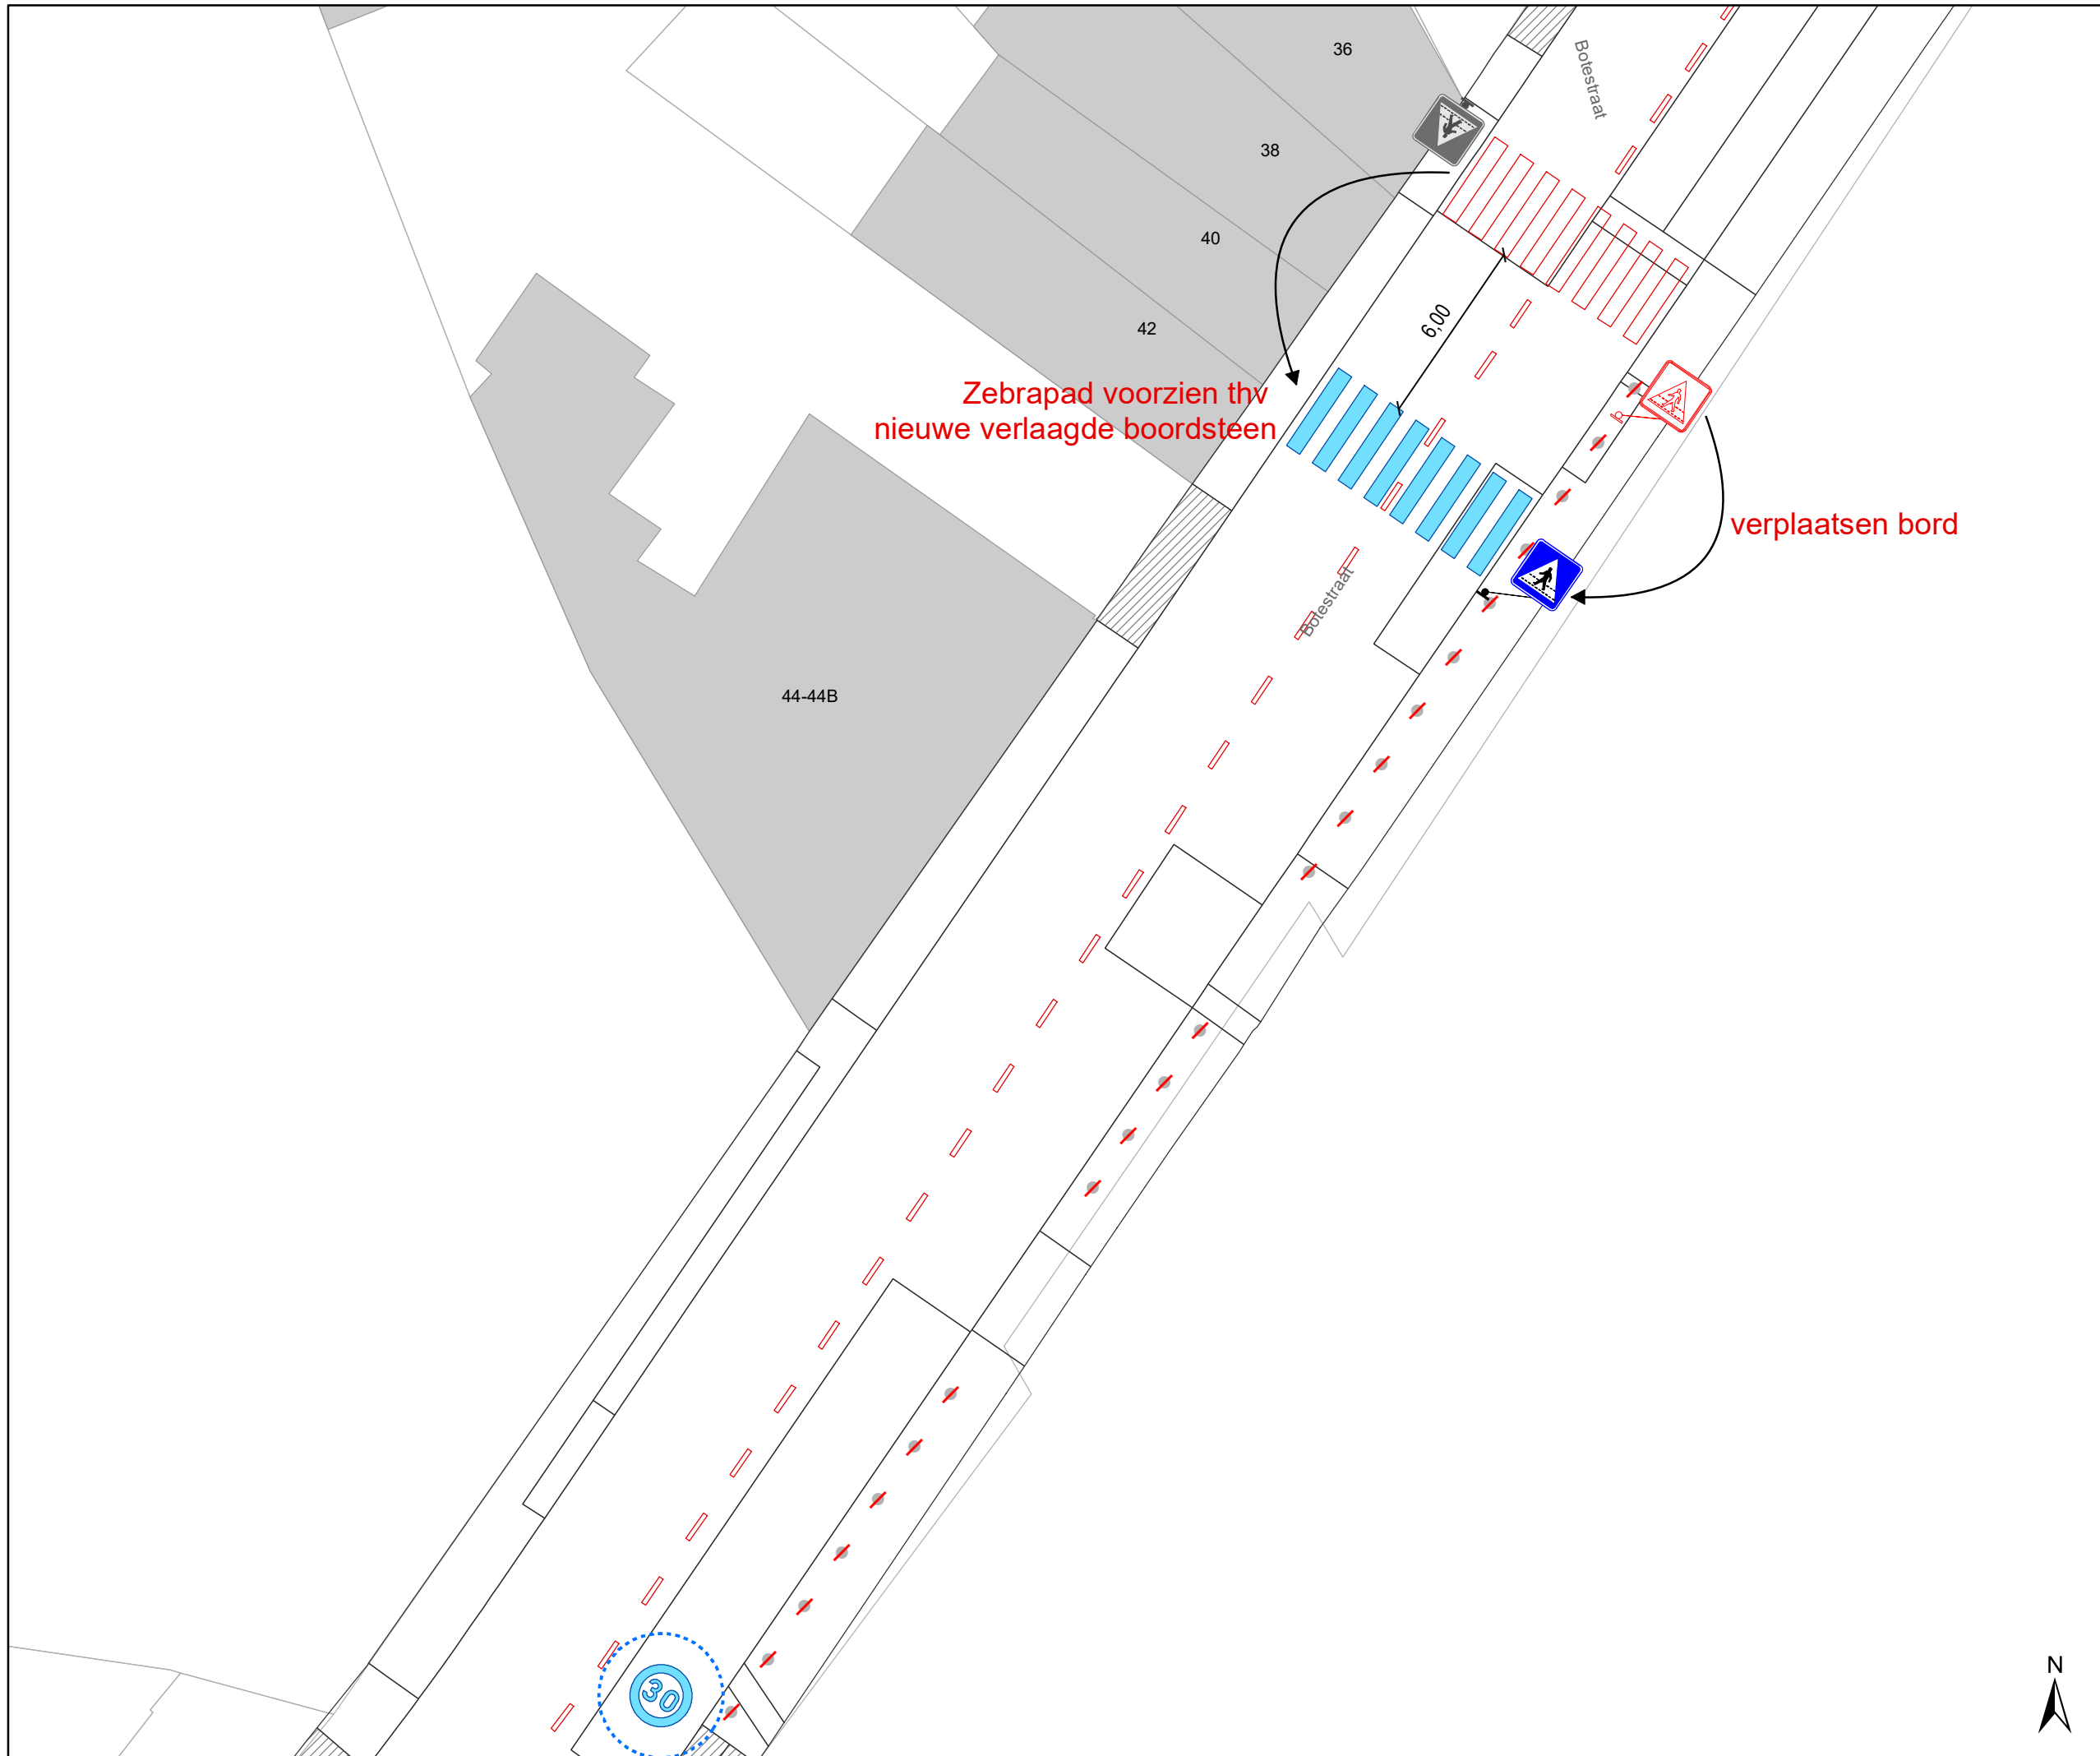 36
Botestraat
38
40
6,00
42
Zebrapad voorzien thv
nieuwe verlaagde boordsteen
verplaatsen bord
Botestraat
44-44B
30
N